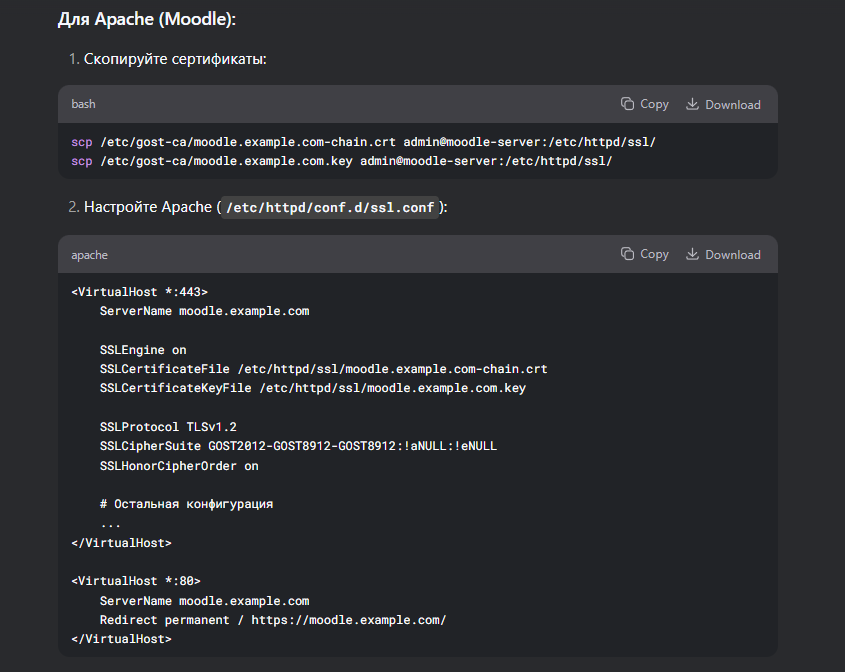 Для Apache (Moodle):
1. Скопируйте сертификаты:
bash Copy Download
scp /etc/gost-ca/moodle.example.com-chain.crt admin@moodle-server:/etc/httpd/ssl/
scp /etc/gost-ca/moodle.example.com.key admin@moodle-server:/etc/httpd/ssl/
2. Настройте Apache ( /etc/httpd/conf.d/ssl.conf ):
apache Copy Download
<VirtualHost *:443>
    ServerName moodle.example.com

    SSLEngine on
    SSLCertificateFile /etc/httpd/ssl/moodle.example.com-chain.crt
    SSLCertificateKeyFile /etc/httpd/ssl/moodle.example.com.key

    SSLProtocol TLSv1.2
    SSLCipherSuite GOST2012-GOST8912-GOST8912:!aNULL:!eNULL
    SSLHonorCipherOrder on

    # Остальная конфигурация
    ...
</VirtualHost>

<VirtualHost *:80>
    ServerName moodle.example.com
    Redirect permanent / https://moodle.example.com/
</VirtualHost>